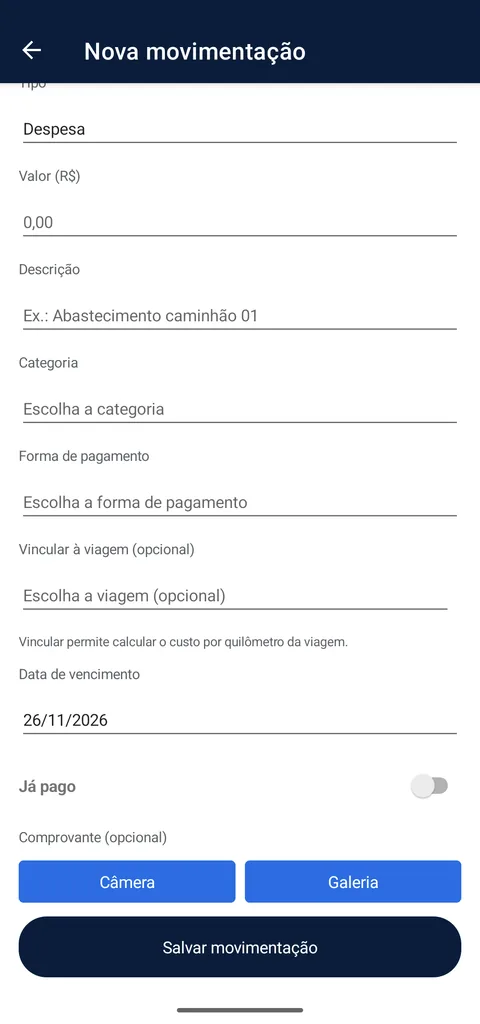 Nova movimentação
Tipo
Despesa
Valor (R$)
0,00
Descrição
Ex.: Abastecimento caminhão 01
Categoria
Escolha a categoria
Forma de pagamento
Escolha a forma de pagamento
Vincular à viagem (opcional)
Escolha a viagem (opcional)
Vincular permite calcular o custo por quilômetro da viagem.
Data de vencimento
26/11/2026
Já pago
Comprovante (opcional)
Câmera
Galeria
Salvar movimentação